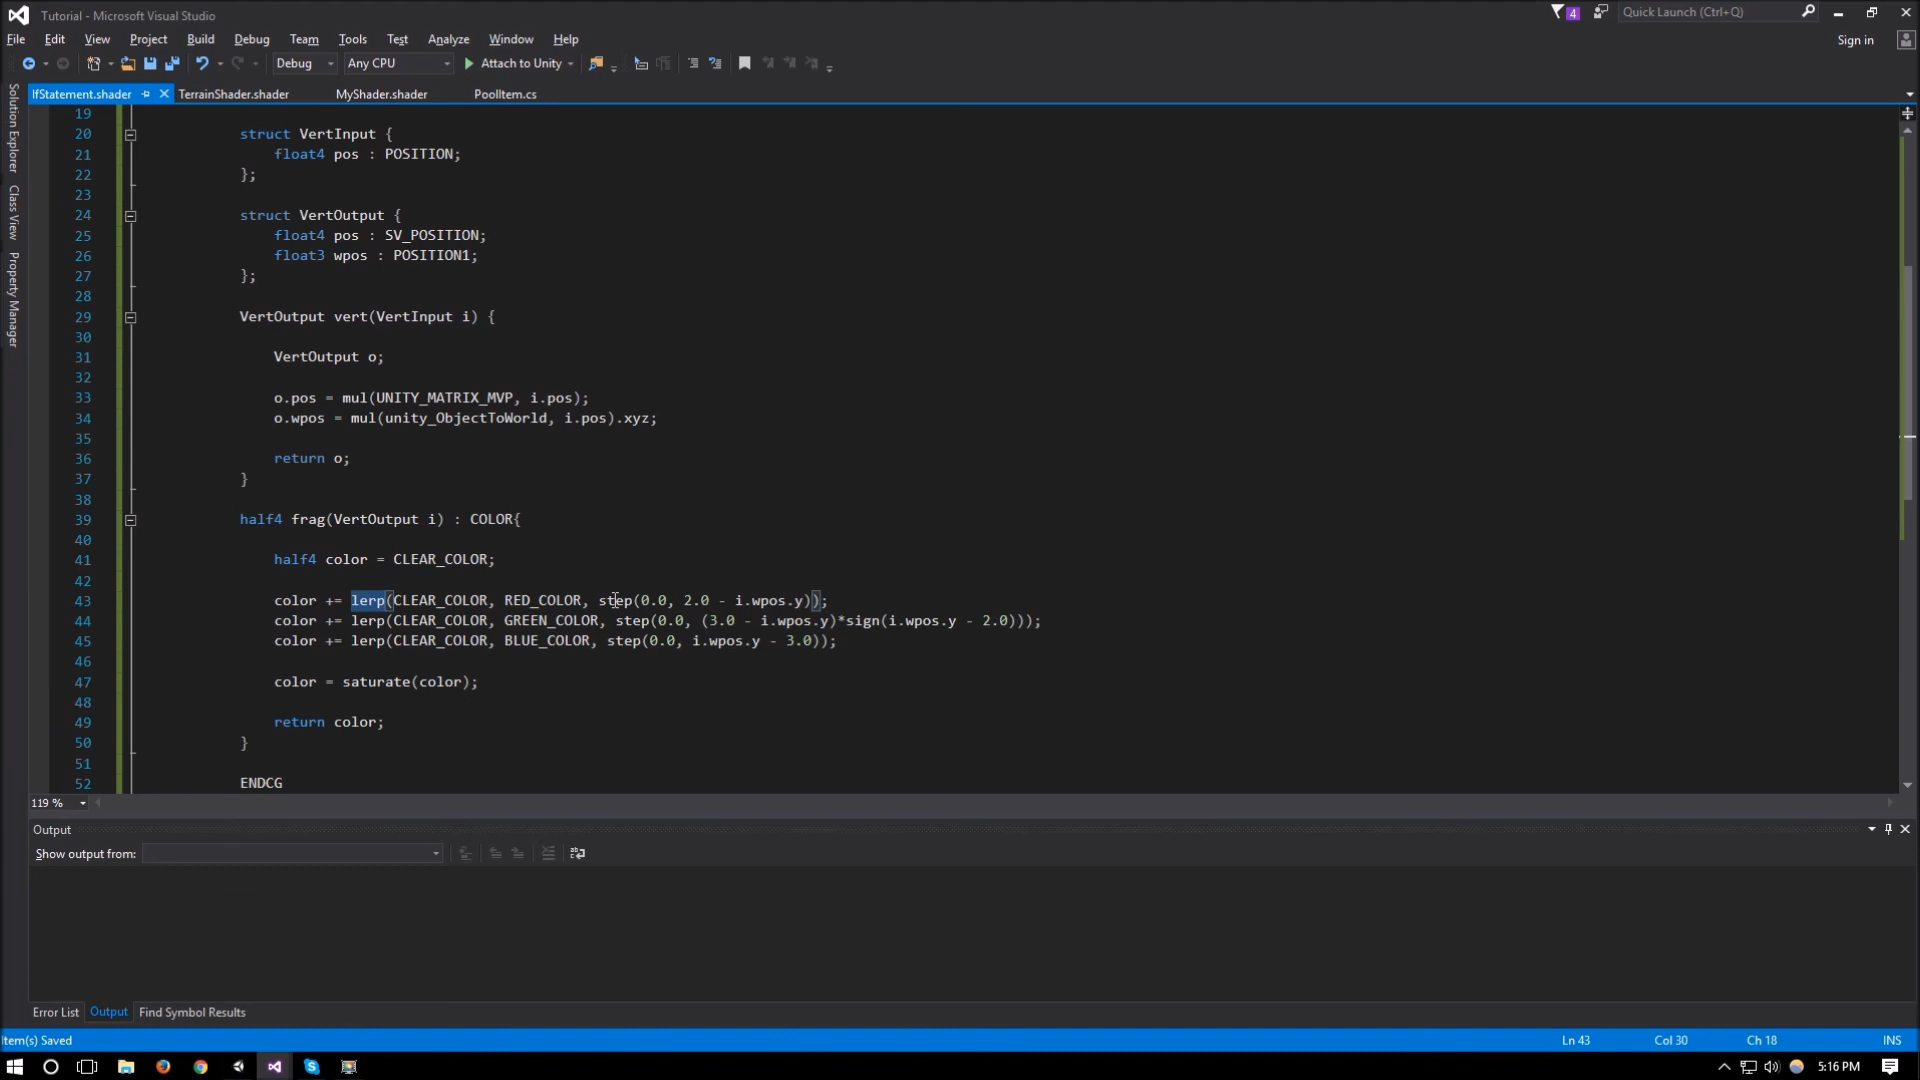 Tutorial - Microsoft Visual Studio
4
Quick Launch (Ctrl+Q)
File Edit View Project Build Debug Team Tools Test Analyze Window Help
Sign in
Debug Any CPU Attach to Unity
IfStatement.shader TerrainShader.shader MyShader.shader PoolItem.cs
Solution Explorer
Class View
Property Manager
19
20 struct VertInput {
21 float4 pos : POSITION;
22 };
23
24 struct VertOutput {
25 float4 pos : SV_POSITION;
26 float3 wpos : POSITION1;
27 };
28
29 VertOutput vert(VertInput i) {
30
31 VertOutput o;
32
33 o.pos = mul(UNITY_MATRIX_MVP, i.pos);
34 o.wpos = mul(unity_ObjectToWorld, i.pos).xyz;
35
36 return o;
37 }
38
39 half4 frag(VertOutput i) : COLOR{
40
41 half4 color = CLEAR_COLOR;
42
43 color += lerp(CLEAR_COLOR, RED_COLOR, step(0.0, 2.0 - i.wpos.y));
44 color += lerp(CLEAR_COLOR, GREEN_COLOR, step(0.0, (3.0 - i.wpos.y)*sign(i.wpos.y - 2.0)));
45 color += lerp(CLEAR_COLOR, BLUE_COLOR, step(0.0, i.wpos.y - 3.0));
46
47 color = saturate(color);
48
49 return color;
50 }
51
52 ENDCG
119 %
Output
Show output from:
Error List Output Find Symbol Results
Item(s) Saved Ln 43 Col 30 Ch 18 INS
5:16 PM